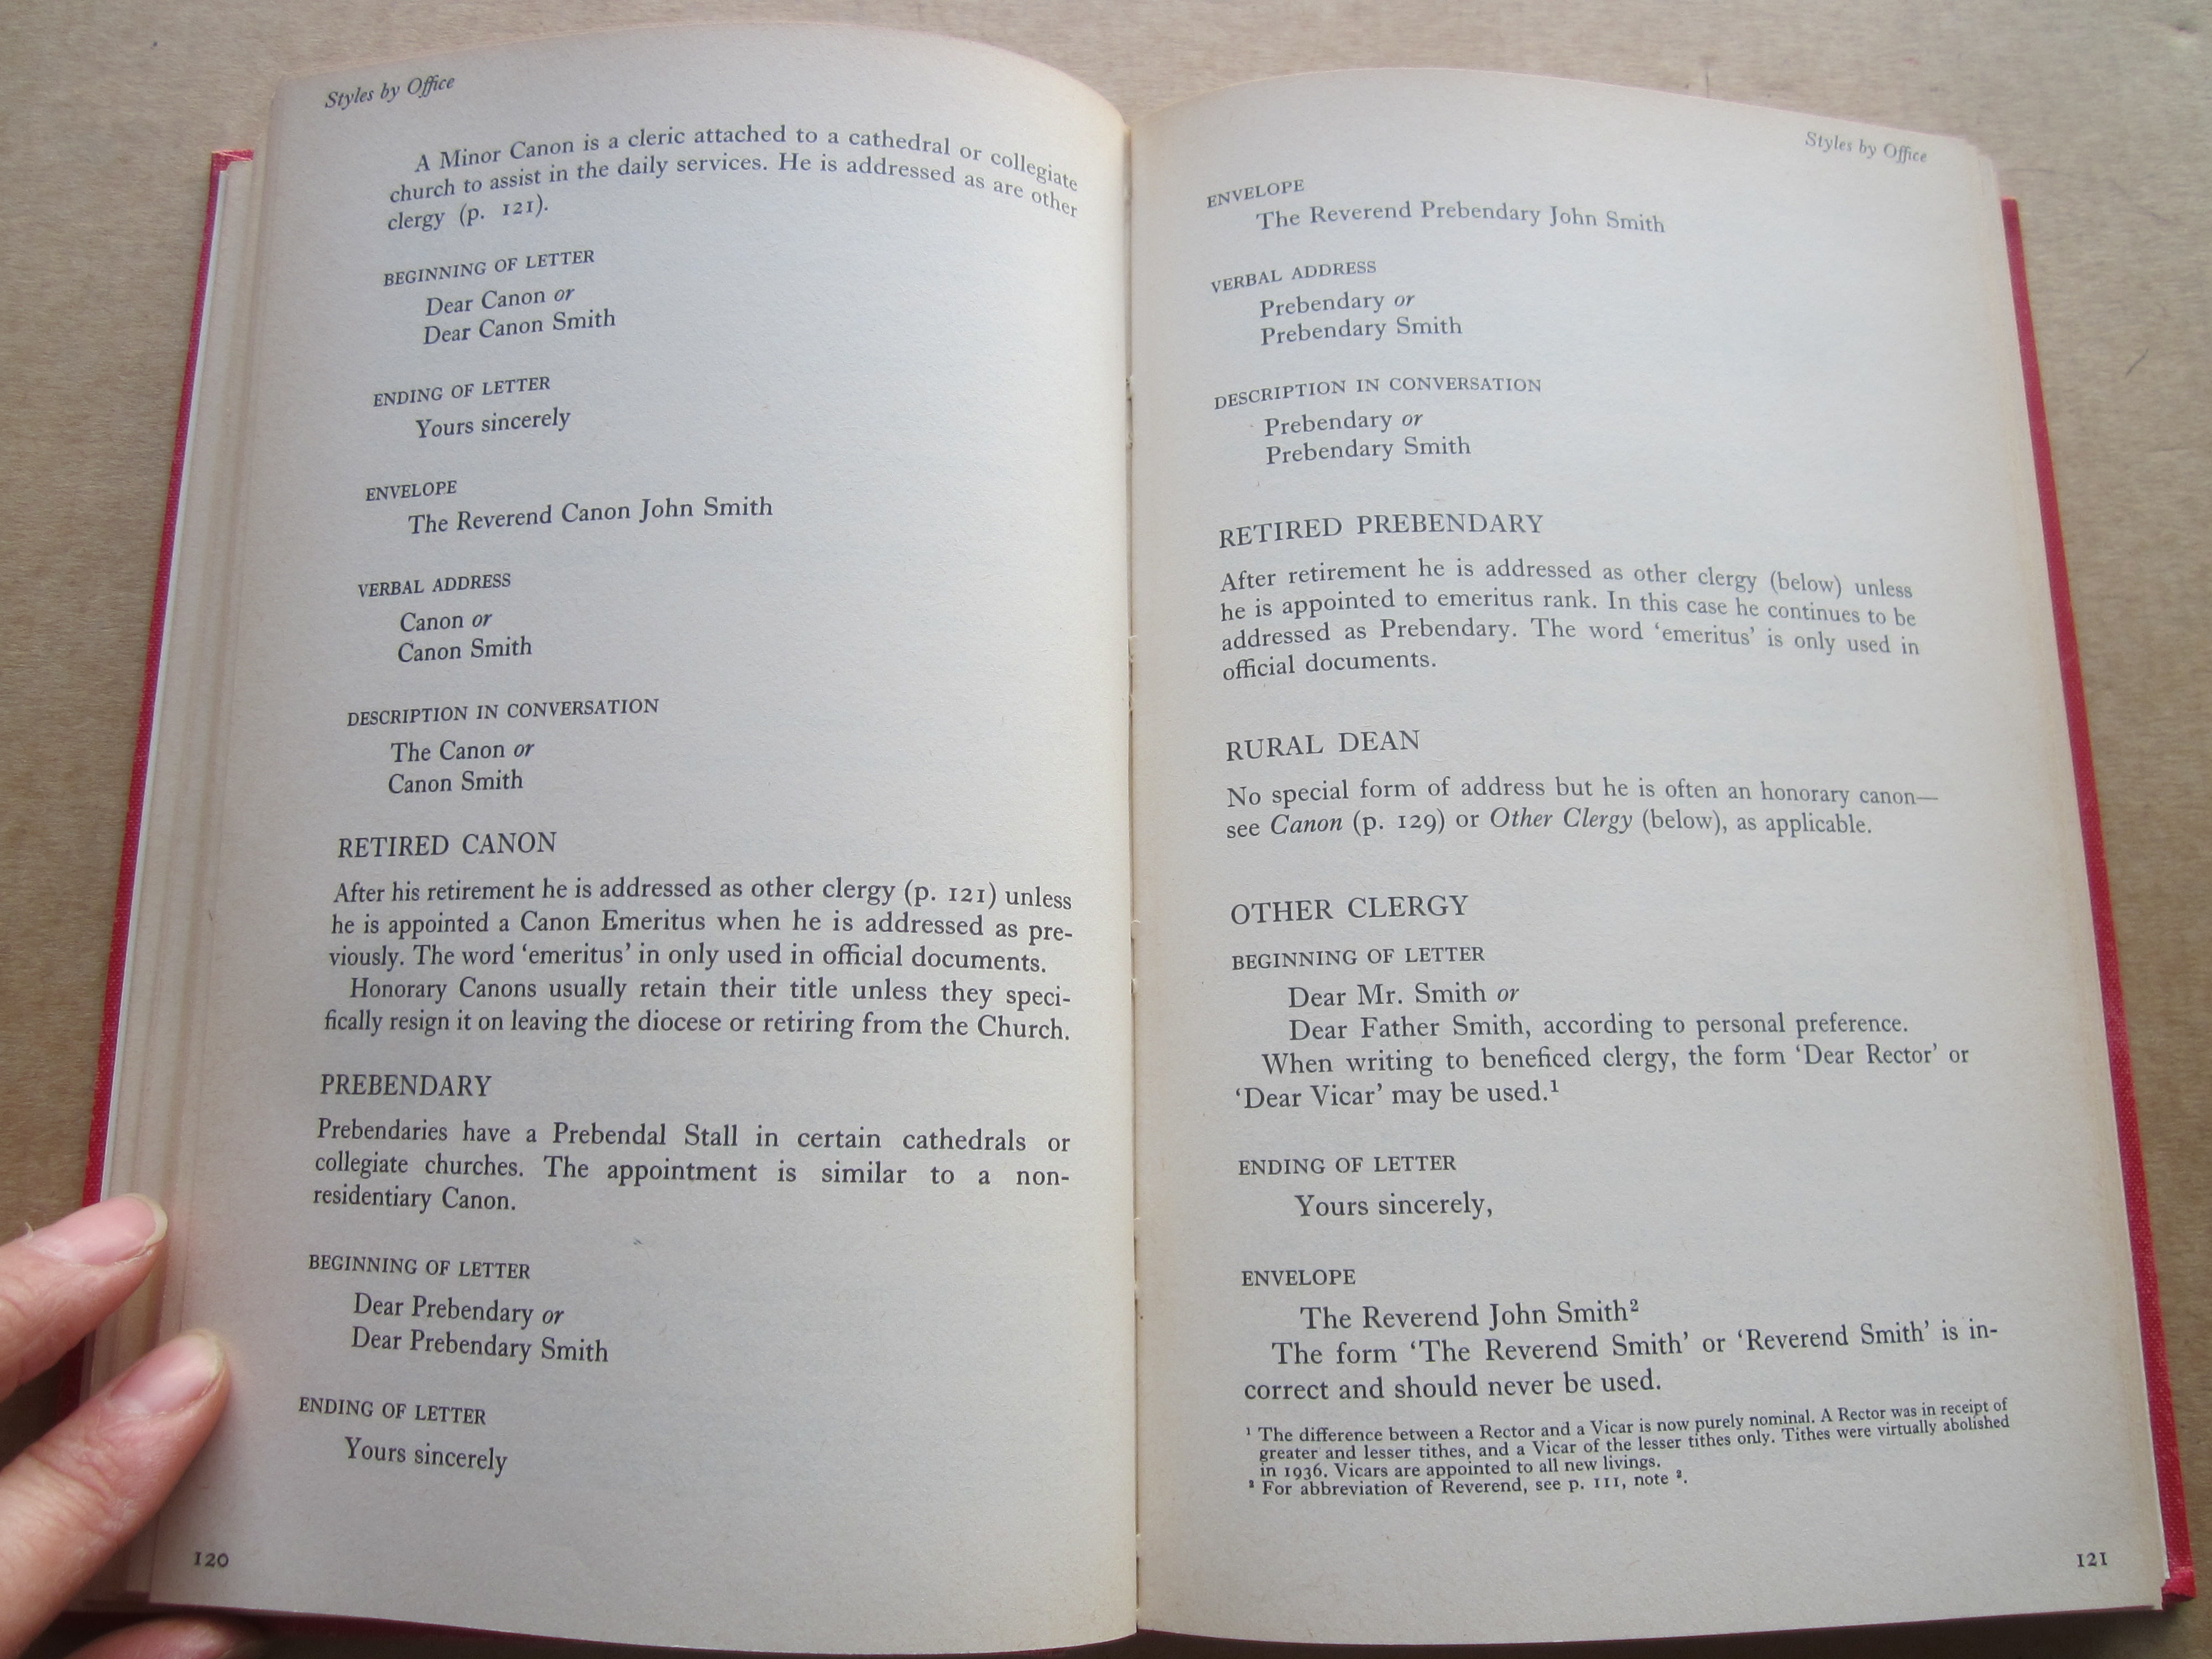 Styles by Office
A Minor Canon is a cleric attached to a cathedral or collegiate
church to assist in the daily services. He is addressed as are other
clergy (p. 121).
BEGINNING OF LETTER
Dear Canon or
Dear Canon Smith
ENDING OF LETTER
Yours sincerely
ENVELOPE
The Reverend Canon John Smith
VERBAL ADDRESS
Canon or
Canon Smith
DESCRIPTION IN CONVERSATION
The Canon or
Canon Smith
RETIRED CANON
After his retirement he is addressed as other clergy (p. 121) unless
he is appointed a Canon Emeritus when he is addressed as pre-
viously. The word ‘emeritus’ in only used in official documents.
Honorary Canons usually retain their title unless they speci-
fically resign it on leaving the diocese or retiring from the Church.
PREBENDARY
Prebendaries have a Prebendal Stall in certain cathedrals or
collegiate churches. The appointment is similar to a non-
residentiary Canon.
BEGINNING OF LETTER
Dear Prebendary or
Dear Prebendary Smith
ENDING OF LETTER
Yours sincerely
120
Styles by Office
ENVELOPE
The Reverend Prebendary John Smith
VERBAL ADDRESS
Prebendary or
Prebendary Smith
DESCRIPTION IN CONVERSATION
Prebendary or
Prebendary Smith
RETIRED PREBENDARY
After retirement he is addressed as other clergy (below) unless
he is appointed to emeritus rank. In this case he continues to be
addressed as Prebendary. The word ‘emeritus’ is only used in
official documents.
RURAL DEAN
No special form of address but he is often an honorary canon—
see Canon (p. 129) or Other Clergy (below), as applicable.
OTHER CLERGY
BEGINNING OF LETTER
Dear Mr. Smith or
Dear Father Smith, according to personal preference.
When writing to beneficed clergy, the form ‘Dear Rector’ or
‘Dear Vicar’ may be used.¹
ENDING OF LETTER
Yours sincerely,
ENVELOPE
The Reverend John Smith²
The form ‘The Reverend Smith’ or ‘Reverend Smith’ is in-
correct and should never be used.
¹ The difference between a Rector and a Vicar is now purely nominal. A Rector was in receipt of
greater and lesser tithes, and a Vicar of the lesser tithes only. Tithes were virtually abolished
in 1936. Vicars are appointed to all new livings.
² For abbreviation of Reverend, see p. 111, note ².
121